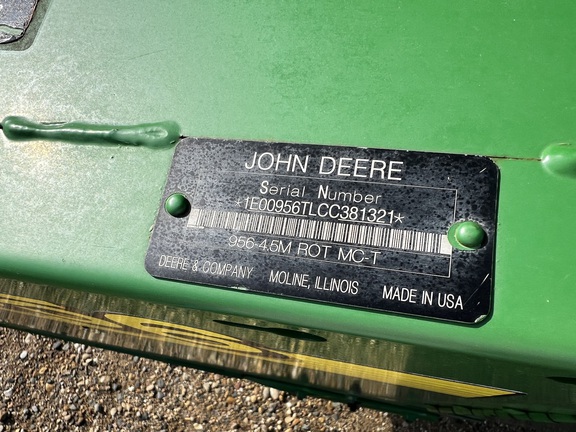 JOHN DEERE
Serial Number
*1E00956TLCC381321*
956-4.5M ROT MC-T
DEERE & COMPANY MOLINE, ILLINOIS MADE IN USA